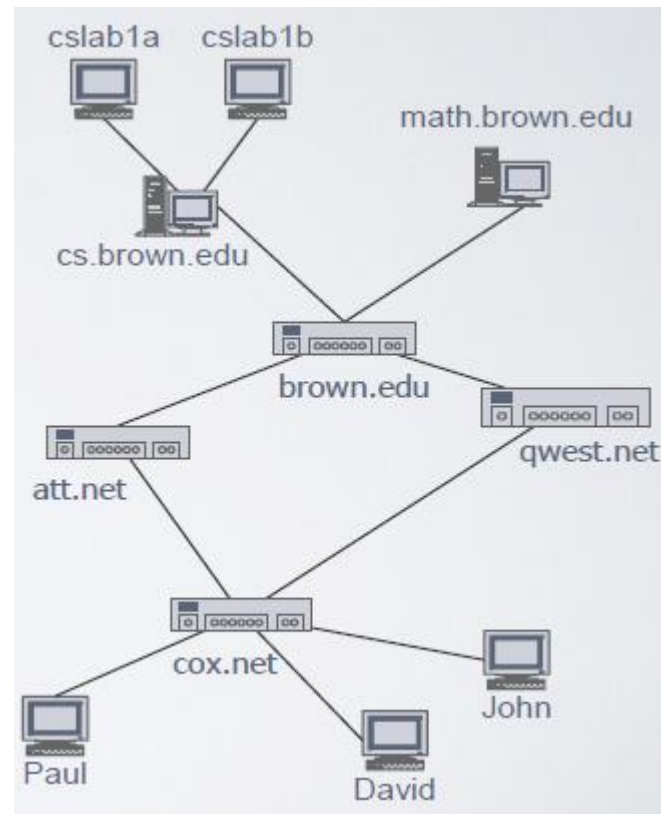 cslab1a cslab1b
math.brown.edu
cs.brown.edu
brown.edu
qwest.net
att.net
cox.net
John
Paul
David